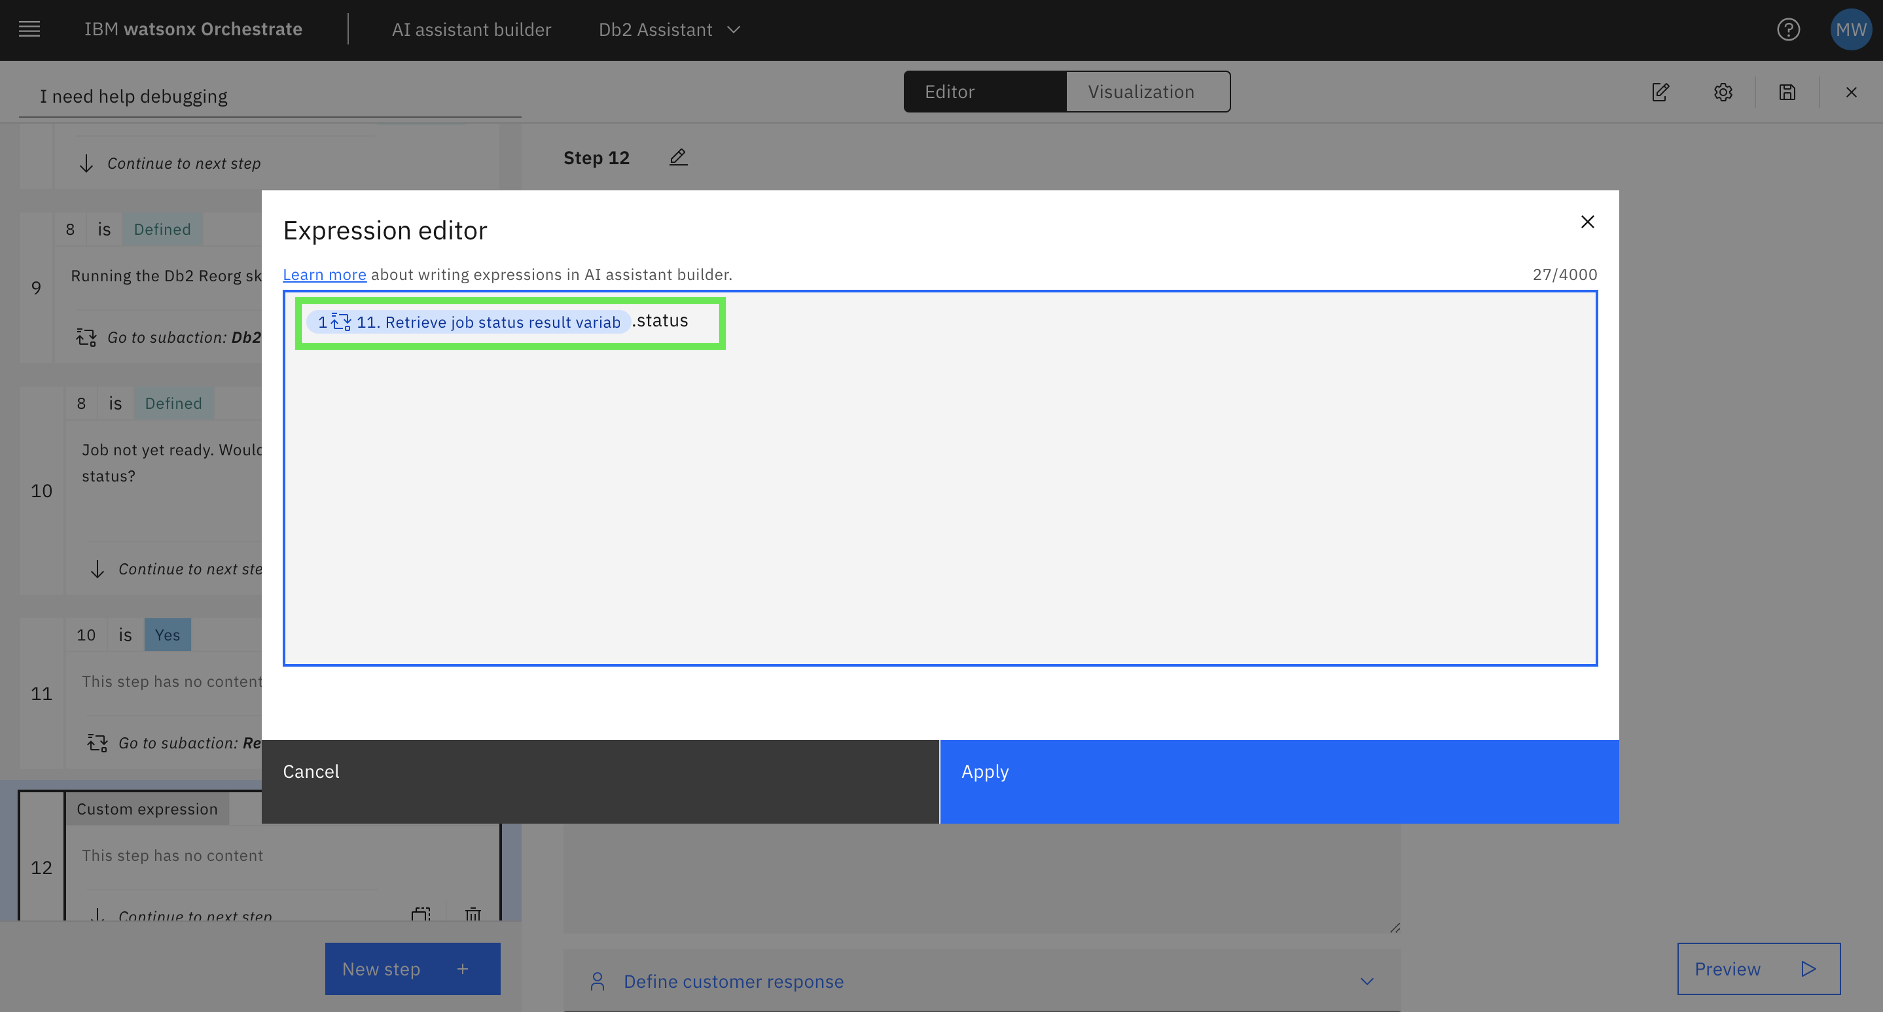 IBM watsonx Orchestrate
AI assistant builder
Db2 Assistant
MW
I need help debugging
Editor
Visualization
Continue to next step
Step 12
8 is Defined
9
Running the Db2 Reorg sk
Go to subaction: Db2
8 is Defined
10
Job not yet ready. Would
status?
Continue to next ste
10 is Yes
11
This step has no content
Go to subaction: Re
Custom expression
12
This step has no content
Continue to next step
New step +
Expression editor
Learn more about writing expressions in AI assistant builder.
27/4000
1 11. Retrieve job status result variab .status
Cancel
Apply
Define customer response
Preview